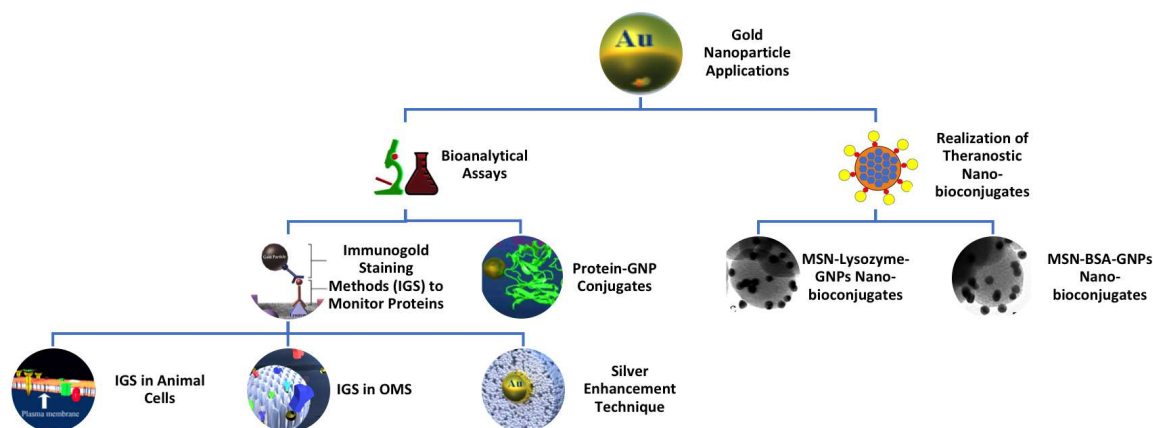 Au
Gold
Nanoparticle
Applications
Bioanalytical
Assays
Realization of
Theranostic
Nano-
bioconjugates
Gold Particle
Immunogold
Staining
Methods (IGS) to
Monitor Proteins
Protein-GNP
Conjugates
MSN-Lysozyme-
GNPs Nano-
bioconjugates
MSN-BSA-GNPs
Nano-
bioconjugates
Plasma membrane
IGS in Animal
Cells
IGS in OMS
Au
Silver
Enhancement
Technique